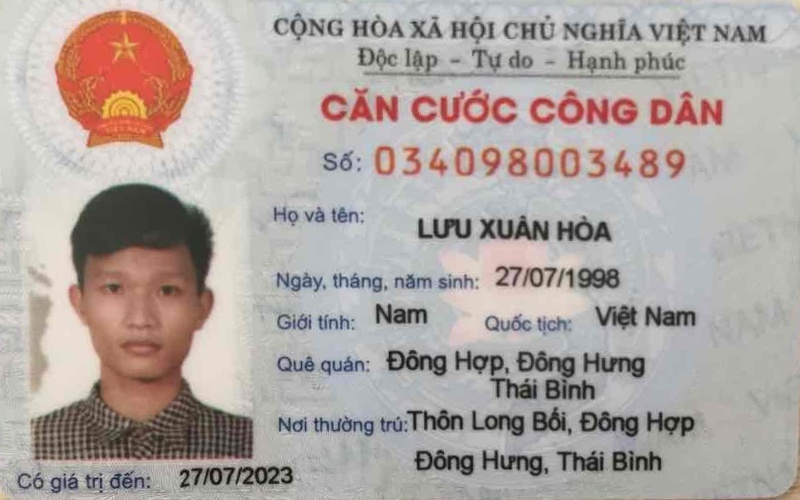 CỘNG HÒA XÃ HỘI CHỦ NGHĨA VIỆT NAM
Độc lập - Tự do - Hạnh phúc
CĂN CƯỚC CÔNG DÂN
Số: 034098003489
Họ và tên: LƯU XUÂN HÒA
Ngày, tháng, năm sinh: 27/07/1998
Giới tính: Nam Quốc tịch: Việt Nam
Quê quán: Đông Hợp, Đông Hưng
Thái Bình
Nơi thường trú: Thôn Long Bối, Đông Hợp
Đông Hưng, Thái Bình
Có giá trị đến: 27/07/2023